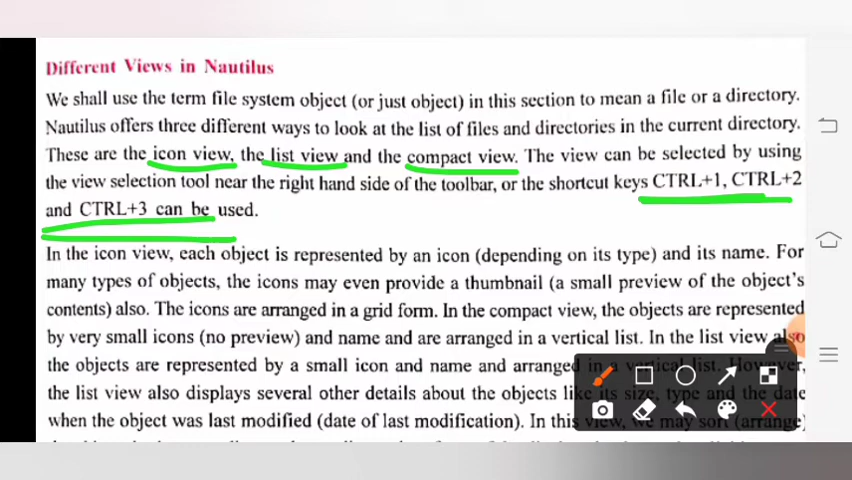 Different Views in Nautilus
We shall use the term file system object (or just object) in this section to mean a file or a directory.
Nautilus offers three different ways to look at the list of files and directories in the current directory.
These are the icon view, the list view and the compact view. The view can be selected by using
the view selection tool near the right hand side of the toolbar, or the shortcut keys CTRL+1, CTRL+2
and CTRL+3 can be used.
In the icon view, each object is represented by an icon (depending on its type) and its name. For
many types of objects, the icons may even provide a thumbnail (a small preview of the object's
contents) also. The icons are arranged in a grid form. In the compact view, the objects are represented
by very small icons (no preview) and name and are arranged in a vertical list. In the list view also
the objects are represented by a small icon and name and arranged in a vertical list. However,
the list view also displays several other details about the objects like its size, type and the date
when the object was last modified (date of last modification). In this view, we may sort (arrange)